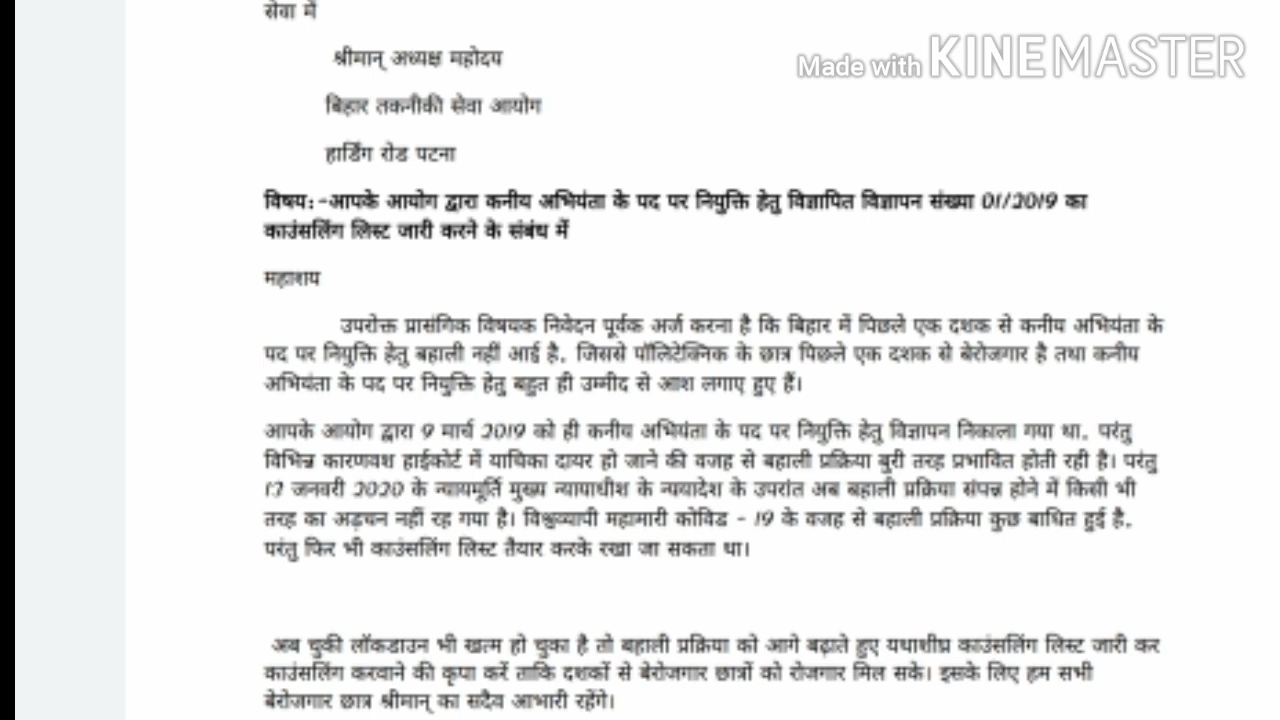 सेवा में
श्रीमान् अध्यक्ष महोदय
Made with KINEMASTER
बिहार तकनीकी सेवा आयोग
हार्डिंग रोड पटना
विषय:-आपके आयोग द्वारा कनीय अभियंता के पद पर नियुक्ति हेतु विज्ञापित विज्ञापन संख्या 01//2019 का
काउंसलिंग लिस्ट जारी करने के संबंध में
महाशय
उपरोक्त प्रासंगिक विषयक निवेदन पूर्वक अर्ज करना है कि बिहार में पिछले एक दशक से कनीय अभियंता के
पद पर नियुक्ति हेतु बहाली नहीं आई है, जिससे पॉलिटेक्निक के छात्र पिछले एक दशक से बेरोजगार है तथा कनीय
अभियंता के पद पर नियुक्ति हेतु बहुत ही उम्मीद से आश लगाए हुए हैं।
आपके आयोग द्वारा 9 मार्च 2019 को ही कनीय अभियंता के पद पर नियुक्ति हेतु विज्ञापन निकाला गया था, परंतु
विभिन्न कारणवश हाईकोर्ट में याचिका दायर हो जाने की वजह से बहाली प्रक्रिया बुरी तरह प्रभावित होती रही है। परंतु
जनवरी 2020 के न्यायमूर्ति मुख्य न्यायाधीश के न्ययादेश के उपरांत अब बहाली प्रक्रिया संपन्न होने में किसी भी
तरह का अड़चन नहीं रह गया है। विश्वव्यापी महामारी कोविड - 19 के वजह से बहाली प्रक्रिया कुछ बाधित हुई है,
परंतु फिर भी काउंसलिंग लिस्ट तैयार करके रखा जा सकता था।
अब चुकी लॉकडाउन भी खत्म हो चुका है तो बहाली प्रक्रिया को आगे बढ़ाते हुए यथाशीघ्र काउंसलिंग लिस्ट जारी कर
काउंसलिंग करवाने की कृपा करें ताकि दशकों से बेरोजगार छात्रों को रोजगार मिल सके। इसके लिए हम सभी
बेरोजगार छात्र श्रीमान् का सदैव आभारी रहेंगे।